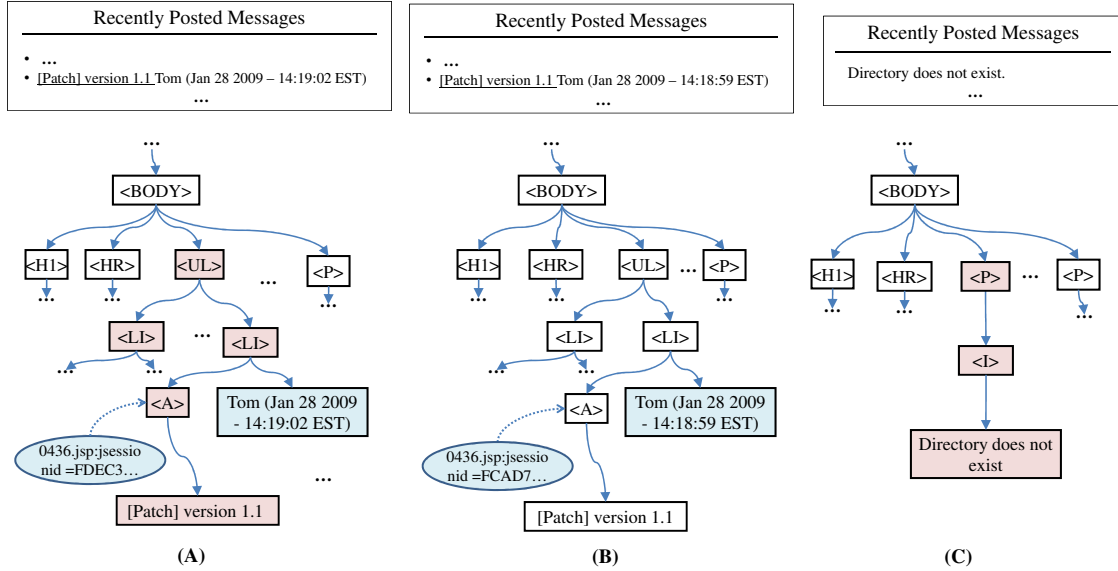 Recently Posted Messages
• ...
• [Patch] version 1.1 Tom (Jan 28 2009 – 14:19:02 EST)
...
...
<BODY>
<H1>
<HR>
<UL>
...
<P>
...
...
...
<LI>
...
<LI>
...
...
<A>
Tom (Jan 28 2009
- 14:19:02 EST)
0436.jsp:jsessio
nid =FDEC3...
...
[Patch] version 1.1
(A)
Recently Posted Messages
• ...
• [Patch] version 1.1 Tom (Jan 28 2009 – 14:18:59 EST)
...
...
<BODY>
<H1>
<HR>
<UL>
...
<P>
...
...
...
<LI>
<LI>
...
...
<A>
Tom (Jan 28 2009
- 14:18:59 EST)
0436.jsp:jsessio
nid =FCAD7...
[Patch] version 1.1
(B)
Recently Posted Messages
Directory does not exist.
...
...
<BODY>
<H1>
<HR>
<P>
...
<P>
...
...
...
<I>
Directory does not
exist
(C)